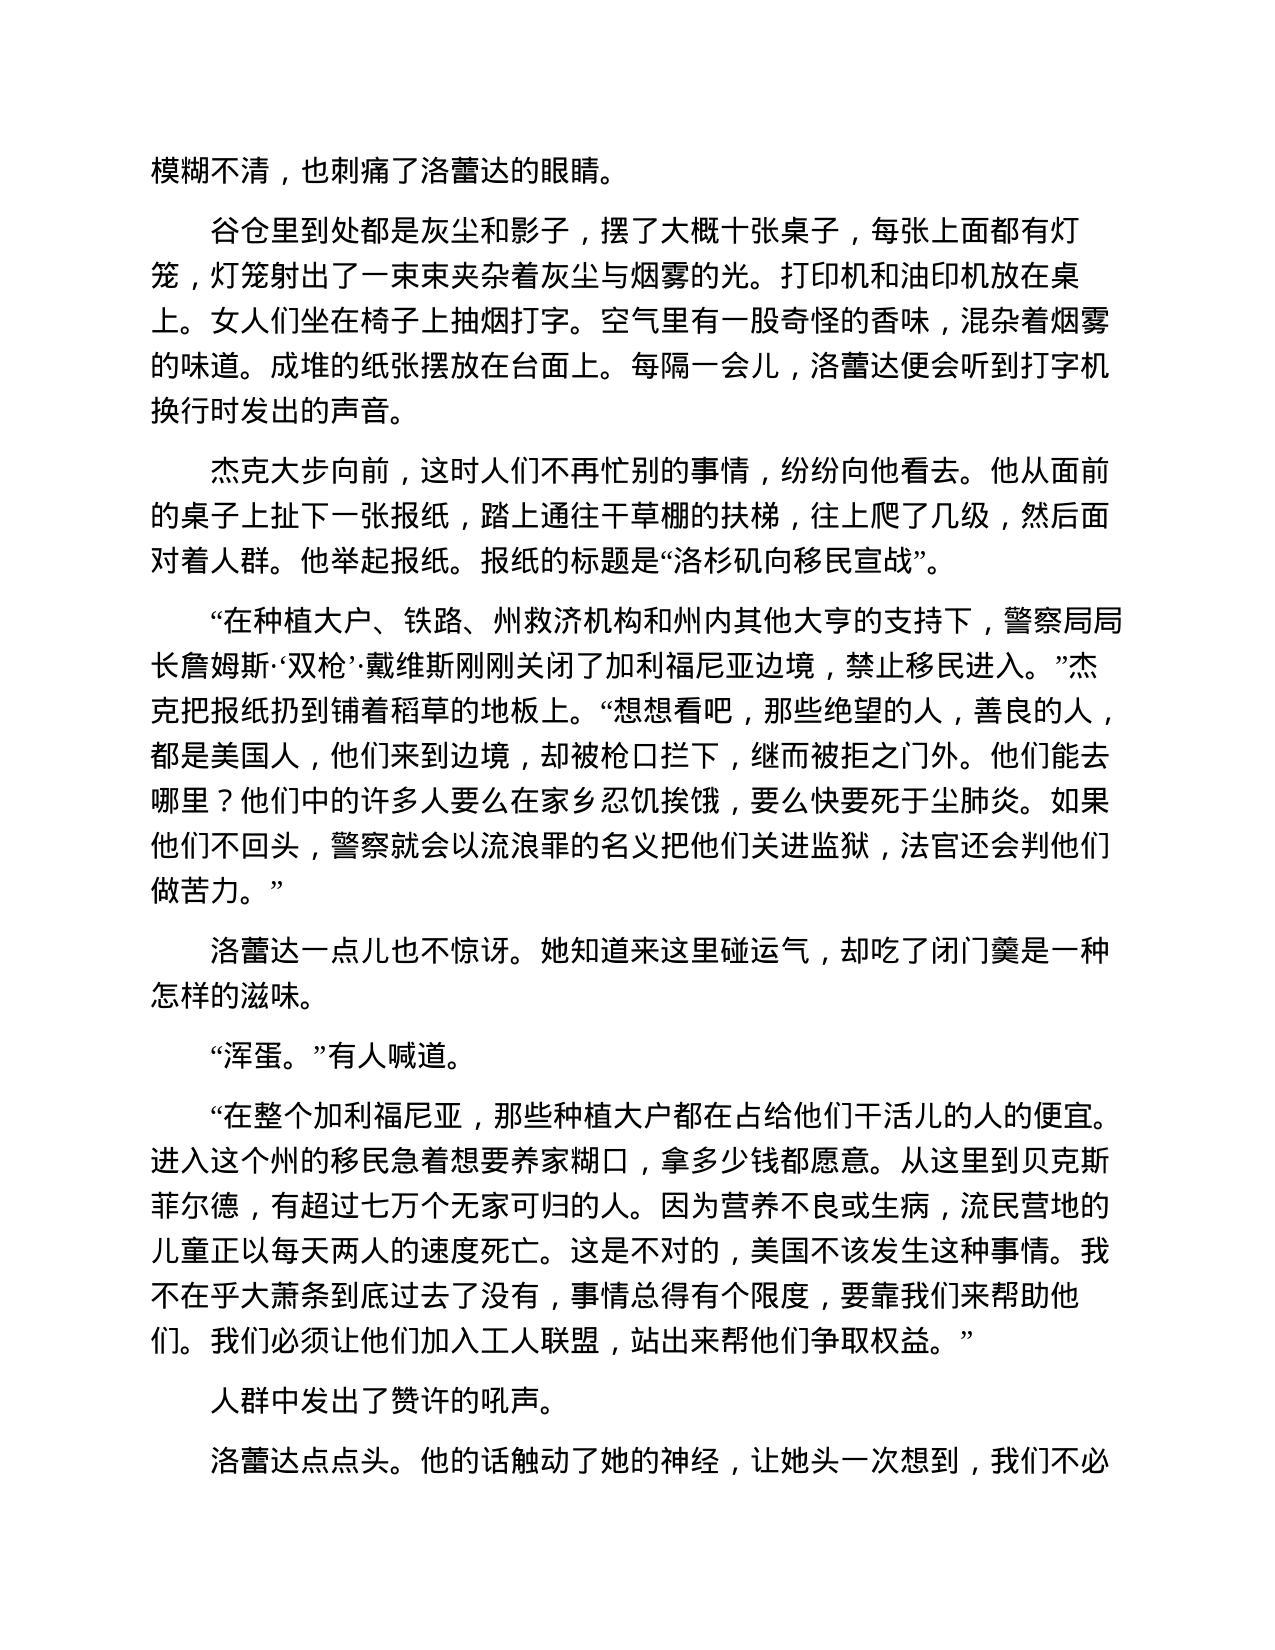 模糊不清，也刺痛了洛蕾达的眼睛。
谷仓里到处都是灰尘和影子，摆了大概十张桌子，每张上面都有灯
笼，灯笼射出了一束束夹杂着灰尘与烟雾的光。打印机和油印机放在桌
上。女人们坐在椅子上抽烟打字。空气里有一股奇怪的香味，混杂着烟雾
的味道。成堆的纸张摆放在台面上。每隔一会儿，洛蕾达便会听到打字机
换行时发出的声音。
杰克大步向前，这时人们不再忙别的事情，纷纷向他看去。他从面前
的桌子上扯下一张报纸，踏上通往干草棚的扶梯，往上爬了几级，然后面
对着人群。他举起报纸。报纸的标题是“洛杉矶向移民宣战”。
“在种植大户、铁路、州救济机构和州内其他大亨的支持下，警察局局
长詹姆斯·‘双枪’·戴维斯刚刚关闭了加利福尼亚边境，禁止移民进入。”杰
克把报纸扔到铺着稻草的地板上。“想想看吧，那些绝望的人，善良的人，
都是美国人，他们来到边境，却被枪口拦下，继而被拒之门外。他们能去
哪里？他们中的许多人要么在家乡忍饥挨饿，要么快要死于尘肺炎。如果
他们不回头，警察就会以流浪罪的名义把他们关进监狱，法官还会判他们
做苦力。”
洛蕾达一点儿也不惊讶。她知道来这里碰运气，却吃了闭门羹是一种
怎样的滋味。
“浑蛋。”有人喊道。
“在整个加利福尼亚，那些种植大户都在占给他们干活儿的人的便宜。
进入这个州的移民急着想要养家糊口，拿多少钱都愿意。从这里到贝克斯
菲尔德，有超过七万个无家可归的人。因为营养不良或生病，流民营地的
儿童正以每天两人的速度死亡。这是不对的，美国不该发生这种事情。我
不在乎大萧条到底过去了没有，事情总得有个限度，要靠我们来帮助他
们。我们必须让他们加入工人联盟，站出来帮他们争取权益。”
人群中发出了赞许的吼声。
洛蕾达点点头。他的话触动了她的神经，让她头一次想到，我们不必